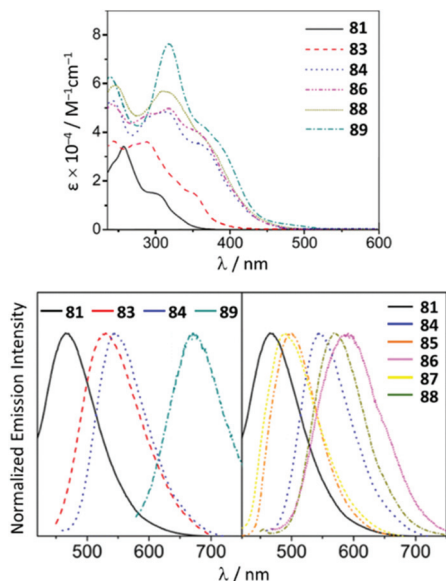 ε × 10⁻⁴ / M⁻¹cm⁻¹
8
6
4
2
0
81
83
84
86
88
89
300 400 500 600
λ / nm
Normalized Emission Intensity
81 83 84 89
81
84
85
86
87
88
500 600 700 500 600 700
λ / nm